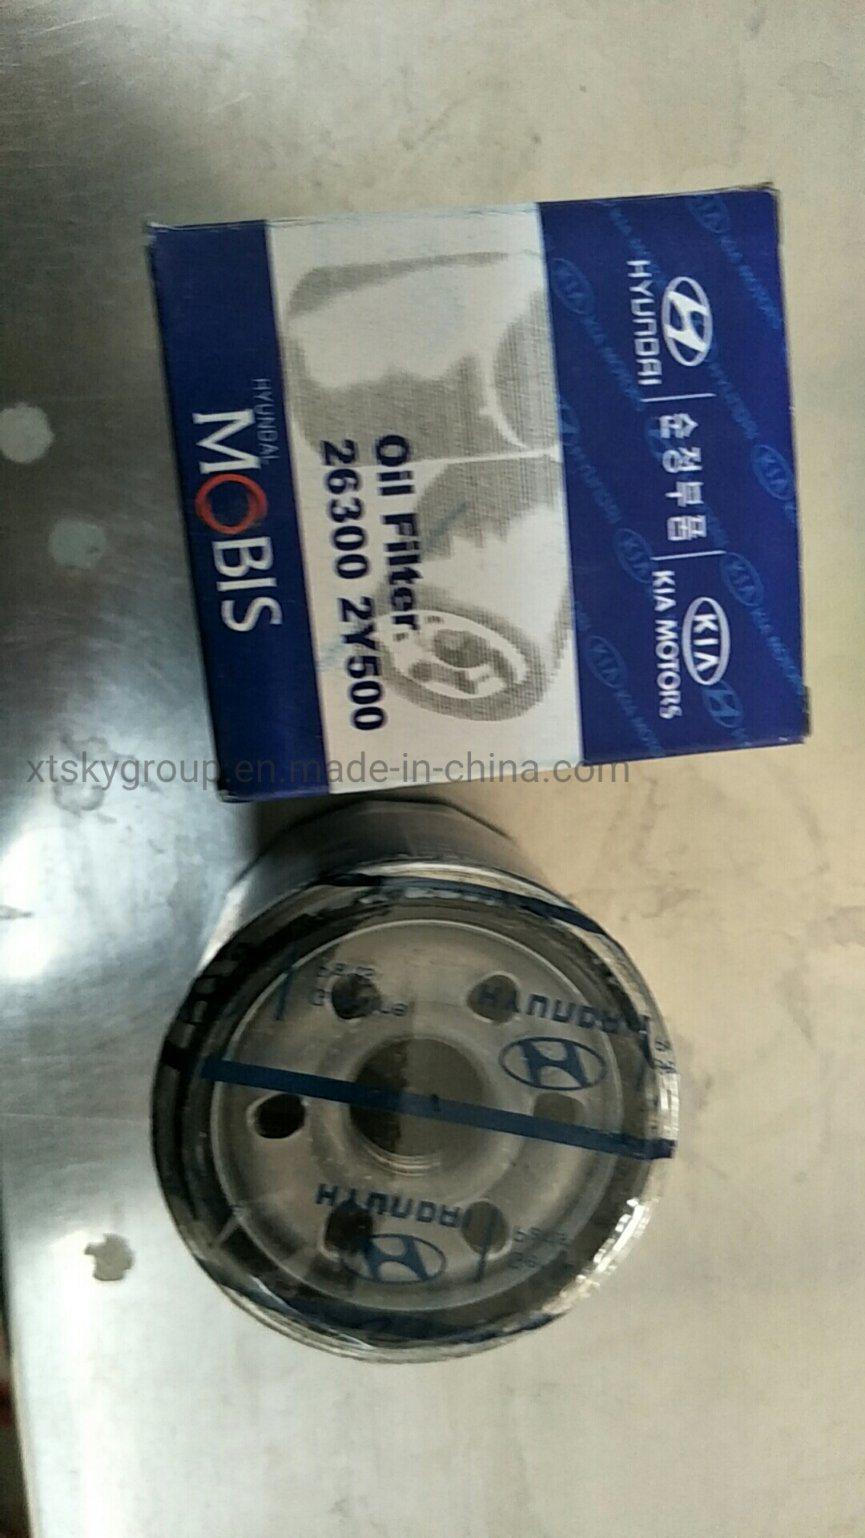 HYUNDAI
순정부품
KIA
KIA MOTORS
Oil Filter
26300 2Y500
HYUNDAI
MOBIS
xtskygroup.en.made-in-china.com
HYUNDAI
HYUNDAI